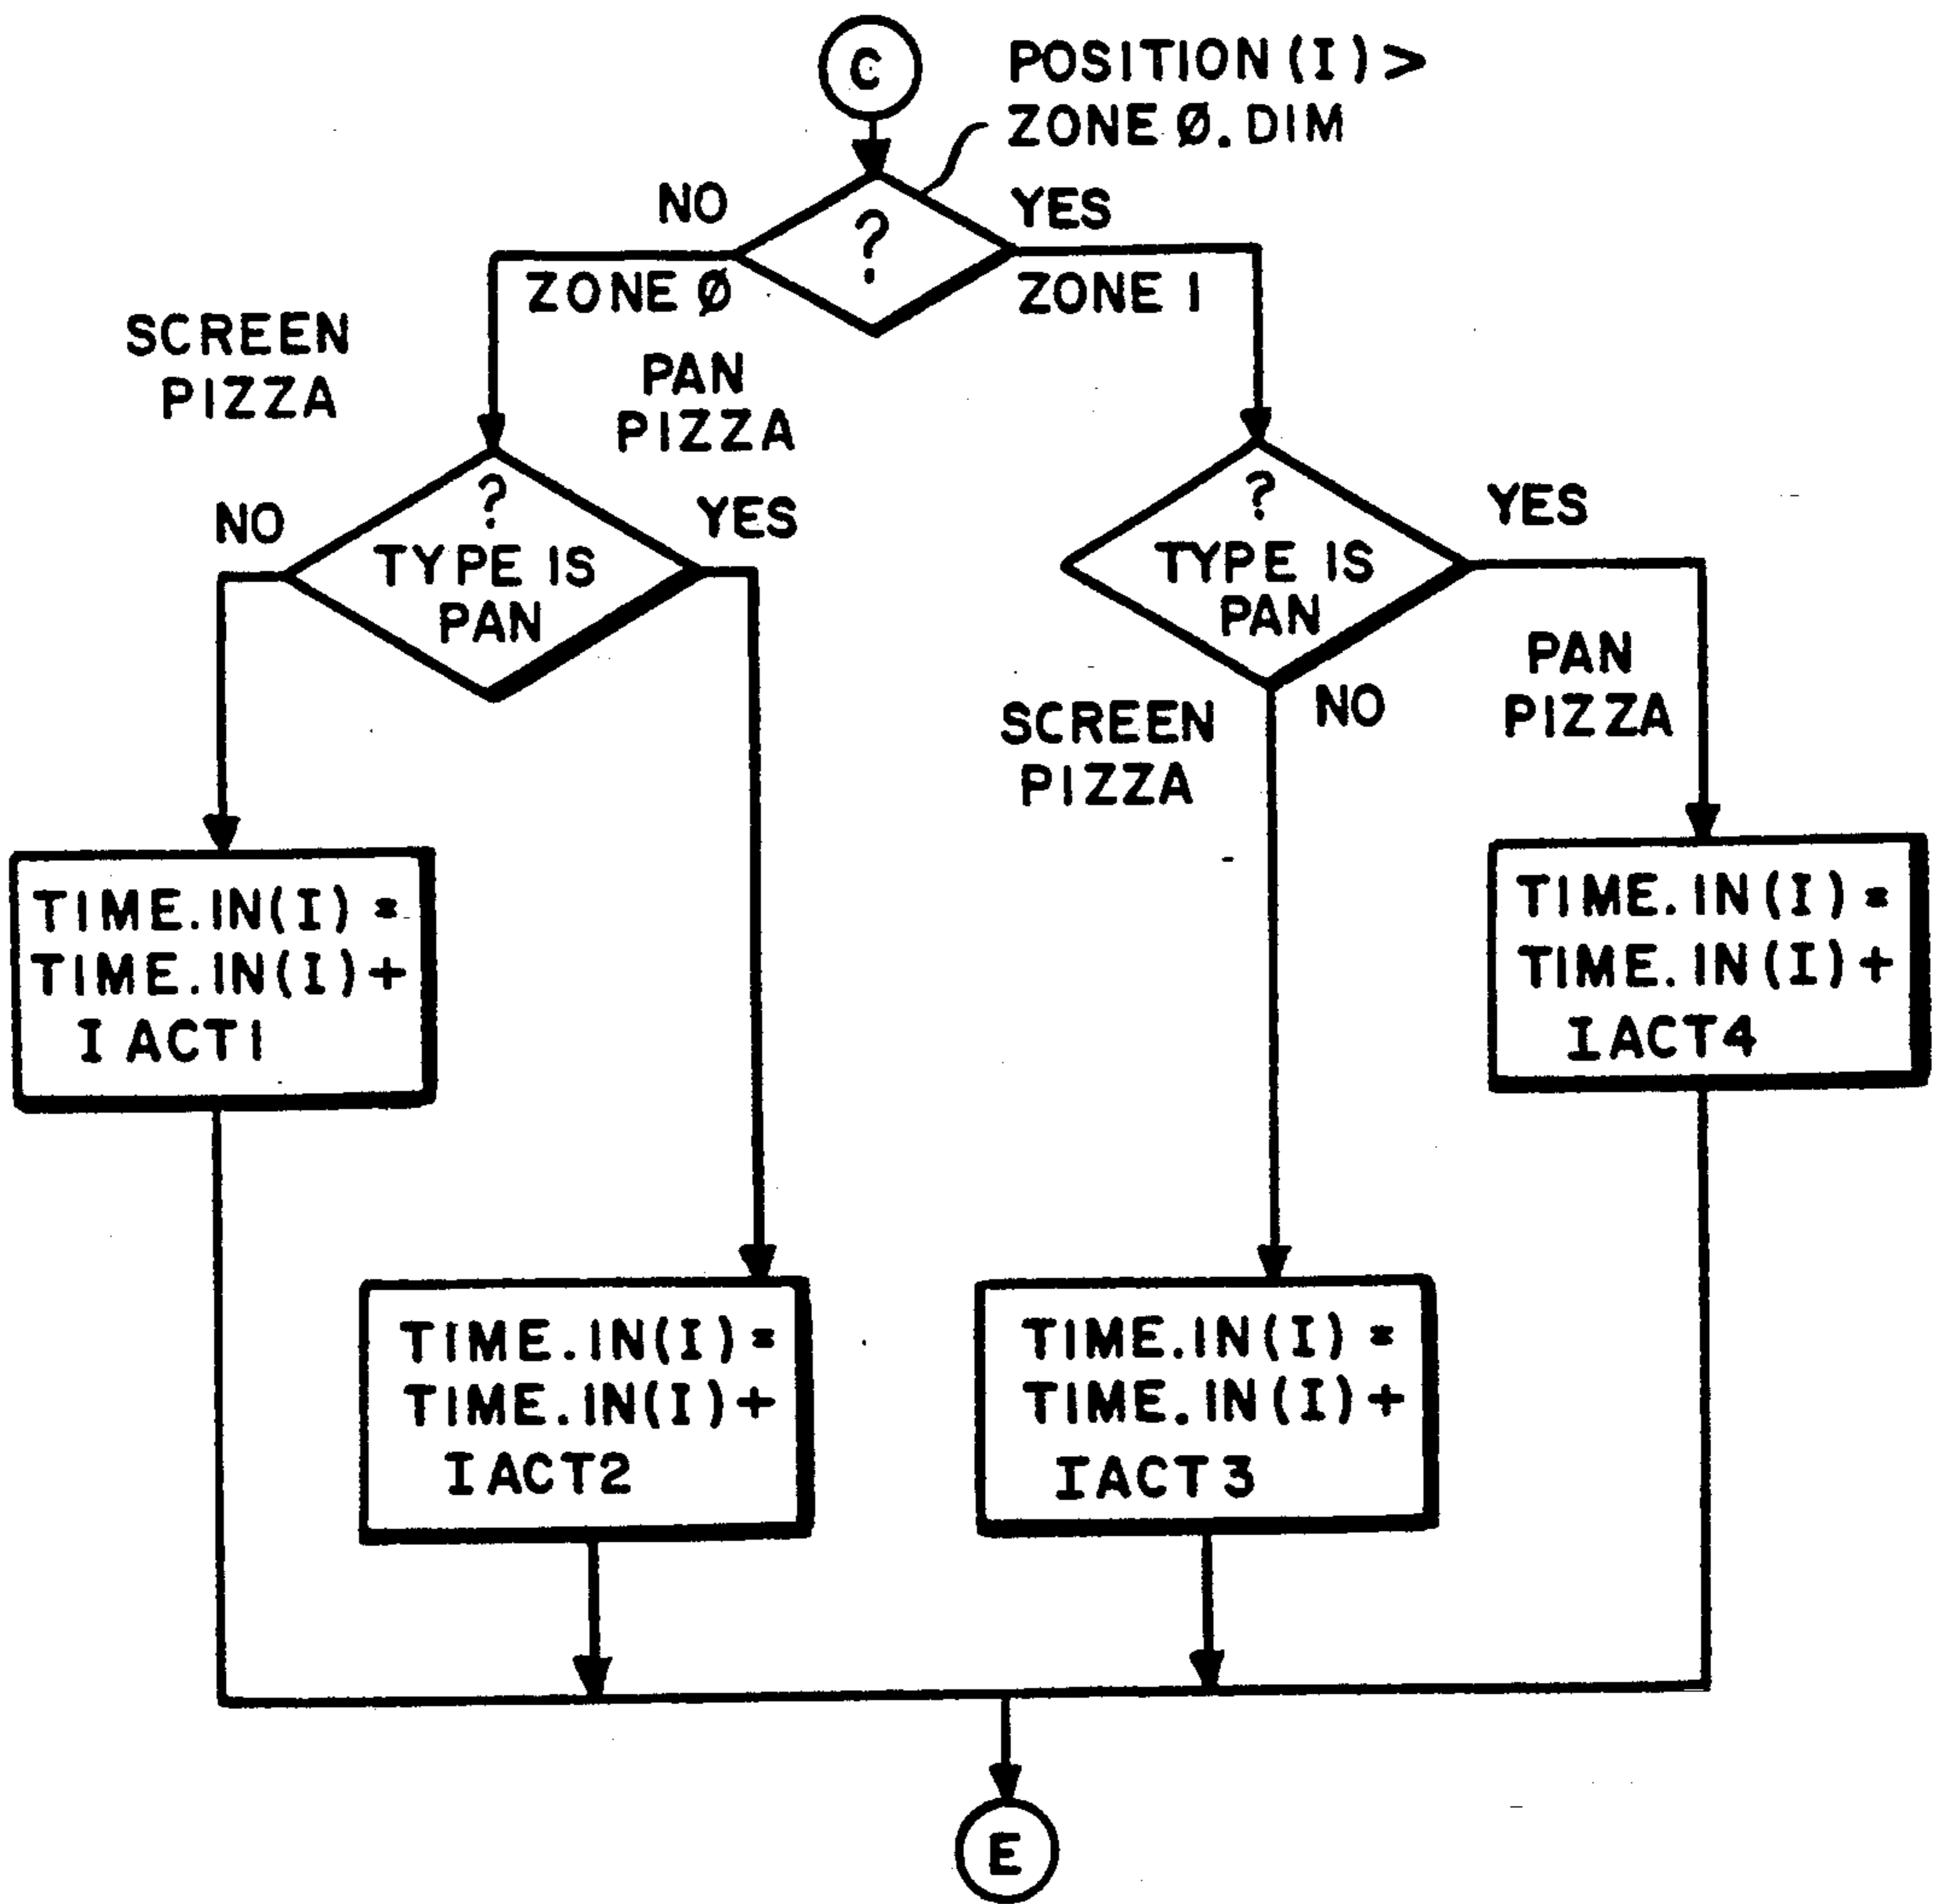 C
POSITION(I)>
ZONE Ø.DIM
NO
YES
?
ZONE Ø
ZONE 1
SCREEN
PIZZA
PAN
PIZZA
NO
?
TYPE IS
PAN
YES
?
TYPE IS
PAN
YES
SCREEN
PIZZA
NO
PAN
PIZZA
TIME.IN(I)=
TIME.IN(I)+
I ACT1
TIME.IN(I)=
TIME.IN(I)+
IACT4
TIME.IN(I)=
TIME.IN(I)+
IACT2
TIME.IN(I)=
TIME.IN(I)+
IACT3
E